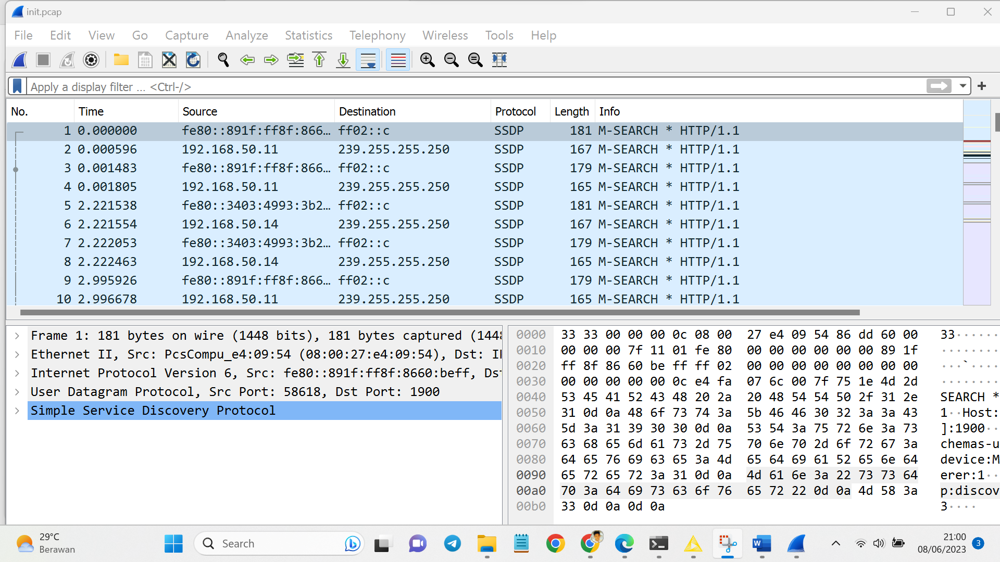 init.pcap
File Edit View Go Capture Analyze Statistics Telephony Wireless Tools Help
Apply a display filter ... <Ctrl-/>
No. Time Source Destination Protocol Length Info
1 0.000000 fe80::891f:ff8f:866... ff02::c SSDP 181 M-SEARCH * HTTP/1.1
2 0.000596 192.168.50.11 239.255.255.250 SSDP 167 M-SEARCH * HTTP/1.1
3 0.001483 fe80::891f:ff8f:866... ff02::c SSDP 179 M-SEARCH * HTTP/1.1
4 0.001805 192.168.50.11 239.255.255.250 SSDP 165 M-SEARCH * HTTP/1.1
5 2.221538 fe80::3403:4993:3b2... ff02::c SSDP 181 M-SEARCH * HTTP/1.1
6 2.221554 192.168.50.14 239.255.255.250 SSDP 167 M-SEARCH * HTTP/1.1
7 2.222053 fe80::3403:4993:3b2... ff02::c SSDP 179 M-SEARCH * HTTP/1.1
8 2.222463 192.168.50.14 239.255.255.250 SSDP 165 M-SEARCH * HTTP/1.1
9 2.995926 fe80::891f:ff8f:866... ff02::c SSDP 179 M-SEARCH * HTTP/1.1
10 2.996678 192.168.50.11 239.255.255.250 SSDP 165 M-SEARCH * HTTP/1.1
Frame 1: 181 bytes on wire (1448 bits), 181 bytes captured (144
Ethernet II, Src: PcsCompu_e4:09:54 (08:00:27:e4:09:54), Dst: I
Internet Protocol Version 6, Src: fe80::891f:ff8f:8660:beff, Ds
User Datagram Protocol, Src Port: 58618, Dst Port: 1900
Simple Service Discovery Protocol
0000 33 33 00 00 00 0c 08 00 27 e4 09 54 86 dd 60 00 33······
0010 00 00 00 7f 11 01 fe 80 00 00 00 00 00 00 89 1f ········
0020 ff 8f 86 60 be ff ff 02 00 00 00 00 00 00 00 00 ···`····
0030 00 00 00 00 00 0c e4 fa 07 6c 00 7f 75 1e 4d 2d ········
0040 53 45 41 52 43 48 20 2a 20 48 54 54 50 2f 31 2e SEARCH *
0050 31 0d 0a 48 6f 73 74 3a 5b 46 46 30 32 3a 3a 43 1··Host:
0060 5d 3a 31 39 30 30 0d 0a 53 54 3a 75 72 6e 3a 73 ]:1900··
0070 63 68 65 6d 61 73 2d 75 70 6e 70 2d 6f 72 67 3a chemas-u
0080 64 65 76 69 63 65 3a 4d 65 64 69 61 52 65 6e 64 device:M
0090 65 72 65 72 3a 31 0d 0a 4d 61 6e 3a 22 73 73 64 erer:1··
00a0 70 3a 64 69 73 63 6f 76 65 72 22 0d 0a 4d 58 3a p:discov
00b0 33 0d 0a 0d 0a 3····
29°C
Berawan
Search
21:00
08/06/2023
3